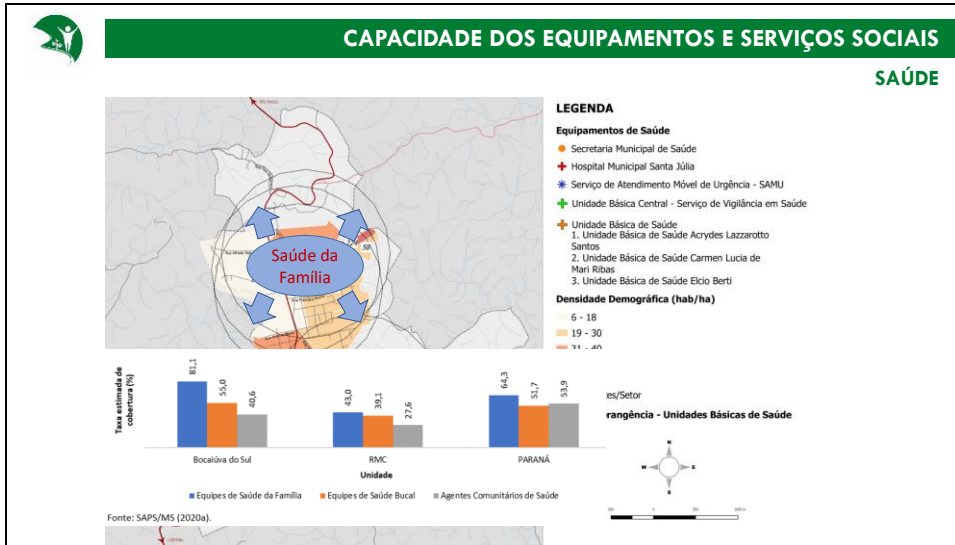 CAPACIDADE DOS EQUIPAMENTOS E SERVIÇOS SOCIAIS
SAÚDE
LEGENDA
Equipamentos de Saúde
Secretaria Municipal de Saúde
Hospital Municipal Santa Júlia
Serviço de Atendimento Móvel de Urgência - SAMU
Unidade Básica Central - Serviço de Vigilância em Saúde
Unidade Básica de Saúde
1. Unidade Básica de Saúde Acrydes Lazzarotto
Santos
2. Unidade Básica de Saúde Carmen Lucia de
Mari Ribas
3. Unidade Básica de Saúde Elcio Berti
Densidade Demográfica (hab/ha)
6 - 18
19 - 30
31 - 40
Saúde da
Família
58
es/Setor
rangência - Unidades Básicas de Saúde
N
W
E
S
Taxa estimada de
cobertura (%)
81,1
55,0
40,6
43,0
39,1
27,6
64,3
51,7
53,9
Bocaiúva do Sul
RMC
PARANÁ
Unidade
Equipes de Saúde da Família
Equipes de Saúde Bucal
Agentes Comunitários de Saúde
Fonte: SAPS/MS (2020a).